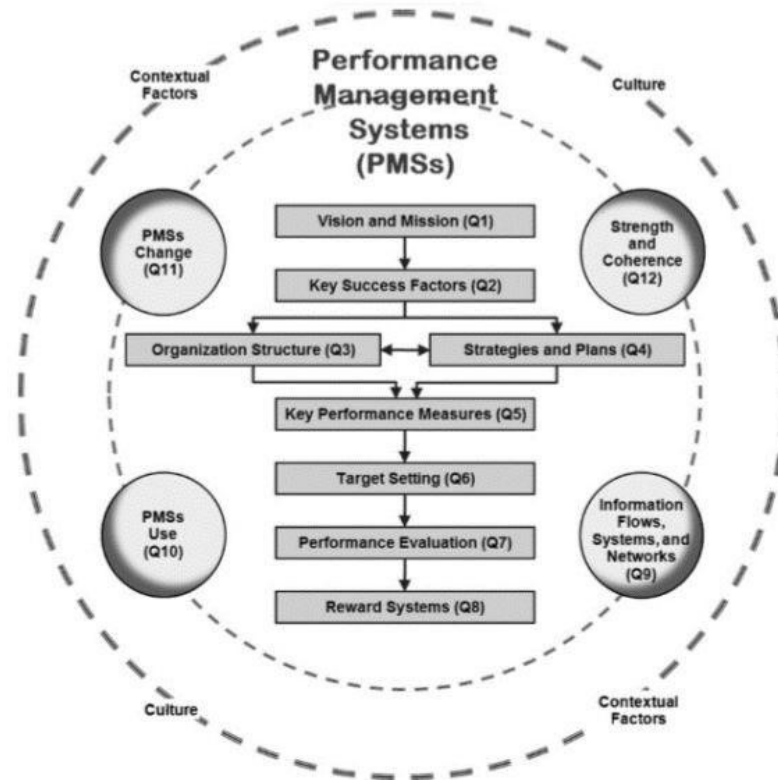 Performance
Management
Systems
(PMSs)
Contextual
Factors
Culture
PMSs
Change
(Q11)
Strength
and
Coherence
(Q12)
Vision and Mission (Q1)
Key Success Factors (Q2)
Organization Structure (Q3)
Strategies and Plans (Q4)
Key Performance Measures (Q5)
Target Setting (Q6)
Performance Evaluation (Q7)
Reward Systems (Q8)
PMSs
Use
(Q10)
Information
Flows,
Systems, and
Networks
(Q9)
Culture
Contextual
Factors